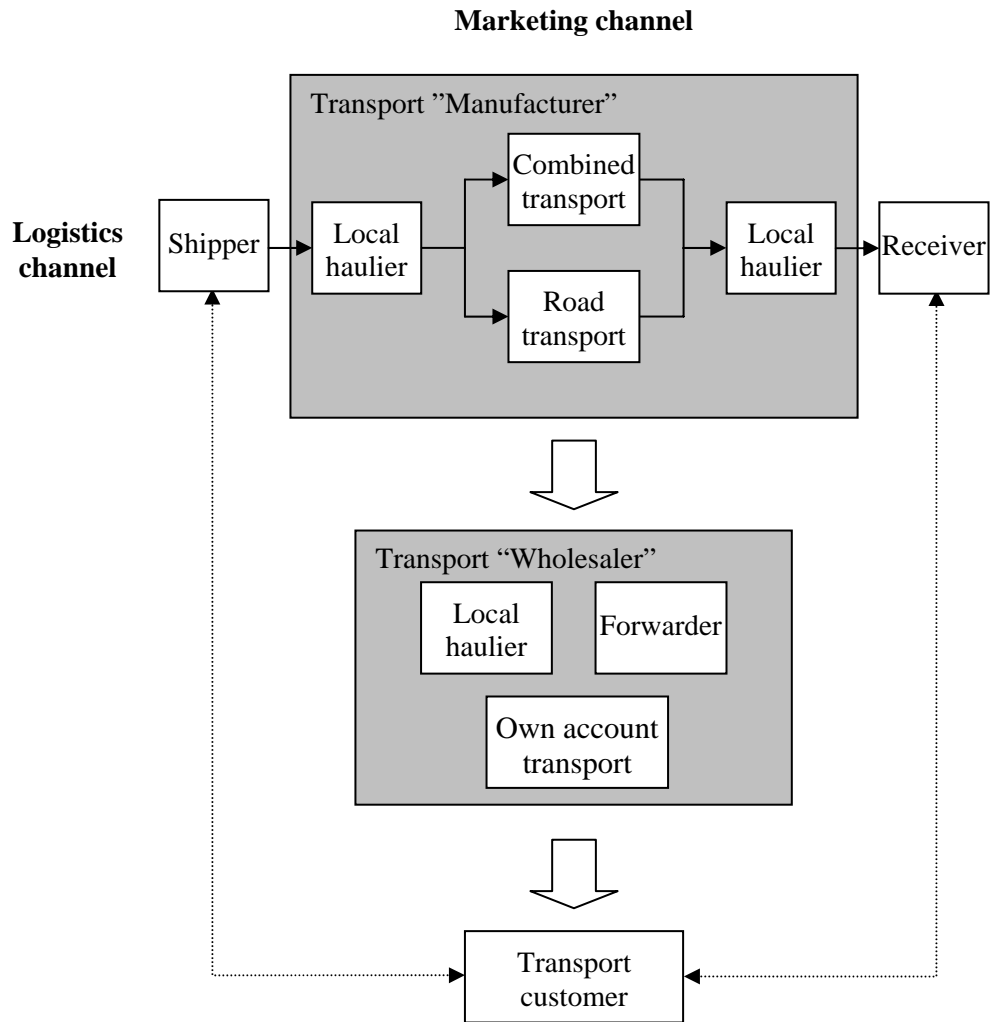 Marketing channel
Transport ”Manufacturer”
Combined
transport
Logistics
channel
Shipper
Local
haulier
Local
haulier
Receiver
Road
transport
Transport “Wholesaler”
Local
haulier
Forwarder
Own account
transport
Transport
customer